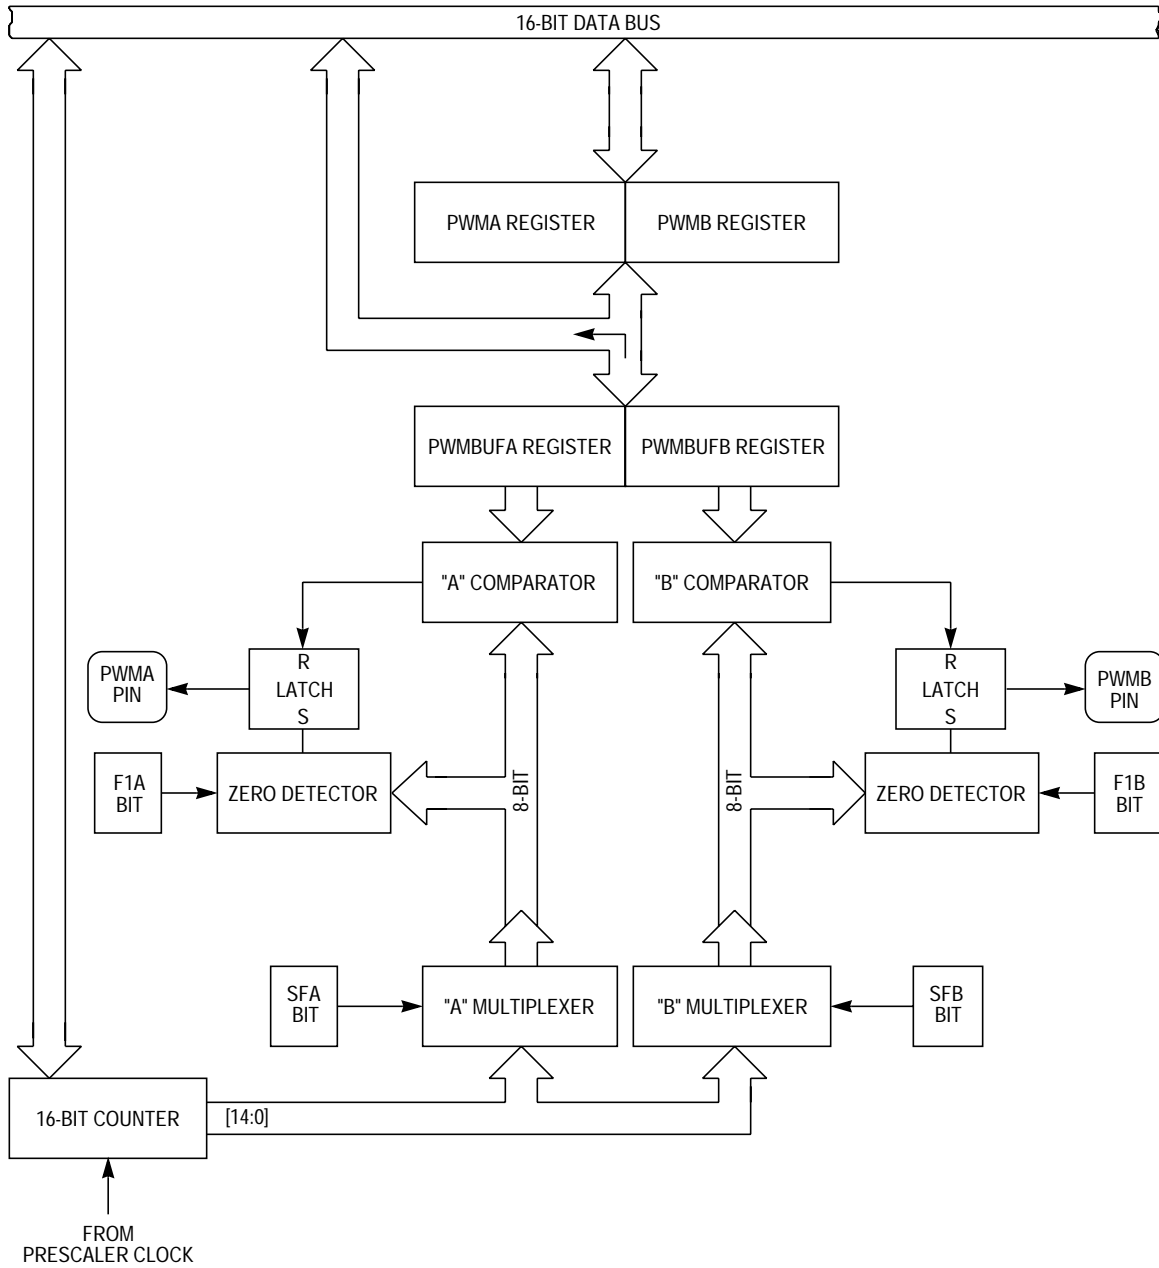 16-BIT DATA BUS
PWMA REGISTER
PWMB REGISTER
PWMBUFA REGISTER
PWMBUFB REGISTER
"A" COMPARATOR
"B" COMPARATOR
R
LATCH
S
R
LATCH
S
PWMA
PIN
PWMB
PIN
F1A
BIT
ZERO DETECTOR
8-BIT
8-BIT
ZERO DETECTOR
F1B
BIT
SFA
BIT
"A" MULTIPLEXER
"B" MULTIPLEXER
SFB
BIT
16-BIT COUNTER
[14:0]
FROM
PRESCALER CLOCK